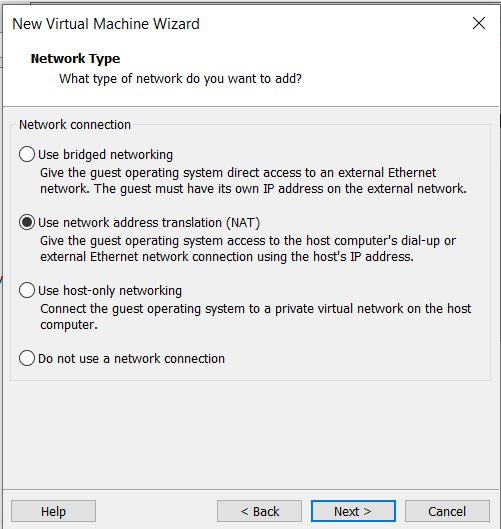 New Virtual Machine Wizard
Network Type
What type of network do you want to add?
Network connection
Use bridged networking
Give the guest operating system direct access to an external Ethernet
network. The guest must have its own IP address on the external network.
Use network address translation (NAT)
Give the guest operating system access to the host computer's dial-up or
external Ethernet network connection using the host's IP address.
Use host-only networking
Connect the guest operating system to a private virtual network on the host
computer.
Do not use a network connection
Help
< Back
Next >
Cancel